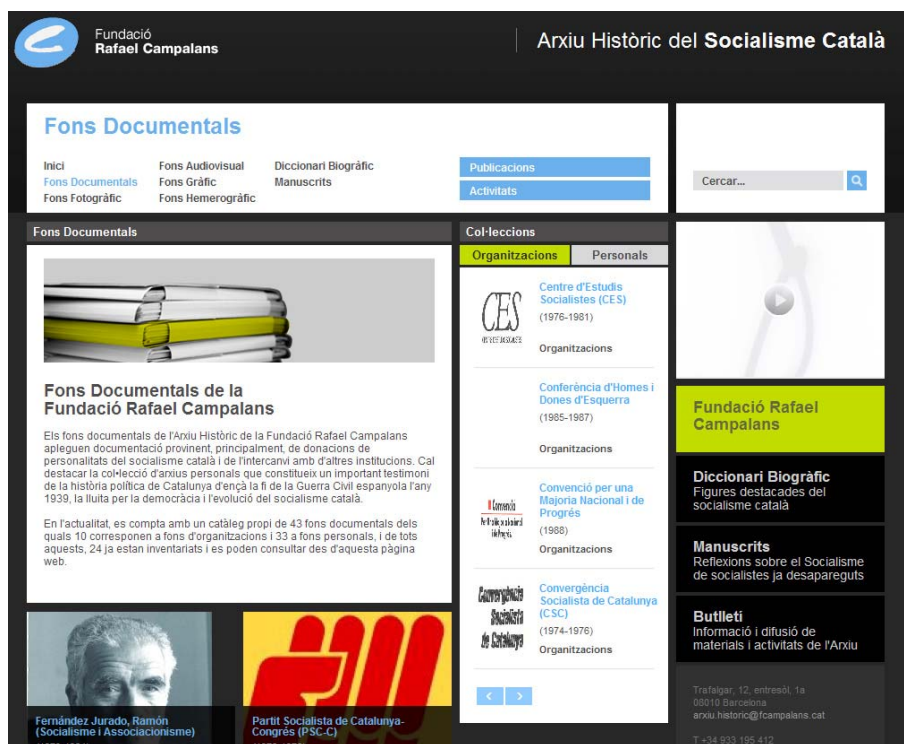 Fundació
Rafael Campalans
Arxiu Històric del Socialisme Català
Fons Documentals
Inici
Fons Documentals
Fons Fotogràfic
Fons Audiovisual
Fons Gràfic
Fons Hemerogràfic
Diccionari Biogràfic
Manuscrits
Publicacions
Activitats
Cercar...
Fons Documentals
Fons Documentals de la
Fundació Rafael Campalans
Els fons documentals de l'Arxiu Històric de la Fundació Rafael Campalans
apleguen documentació provinent, principalment, de donacions de
personalitats del socialisme català i de l'intercanvi amb d'altres institucions. Cal
destacar la col•lecció d'arxius personals que constitueix un important testimoni
de la història política de Catalunya d'ençà la fi de la Guerra Civil espanyola l'any
1939, la lluita per la democràcia i l'evolució del socialisme català.
En l'actualitat, es compta amb un catàleg propi de 43 fons documentals dels
quals 10 corresponen a fons d'organitzacions i 33 a fons personals, i de tots
aquests, 24 ja estan inventariats i es poden consultar des d'aquesta pàgina
web.
Fernández Jurado, Ramón
(Socialisme i Associacionisme)
Partit Socialista de Catalunya-
Congrés (PSC-C)
Col·leccions
Organitzacions
Personals
CES
Centre d'Estudis
Socialistes (CES)
(1976-1981)
Organitzacions
Conferència d'Homes i
Dones d'Esquerra
(1985-1987)
Organitzacions
Convenció per una
Majoria Nacional i de
Progrés
(1988)
Organitzacions
Convergència
Socialista
de Catalunya
Convergència
Socialista de Catalunya
(CSC)
(1974-1976)
Organitzacions
Fundació Rafael
Campalans
Diccionari Biogràfic
Figures destacades del
socialisme català
Manuscrits
Reflexions sobre el Socialisme
de socialistes ja desapareguts
Butlletí
Informació i difusió de
materials i activitats de l'Arxiu
Trafalgar, 12, entresòl, 1a
08010 Barcelona
arxiu.historic@fcampalans.cat
T +34 933 195 412